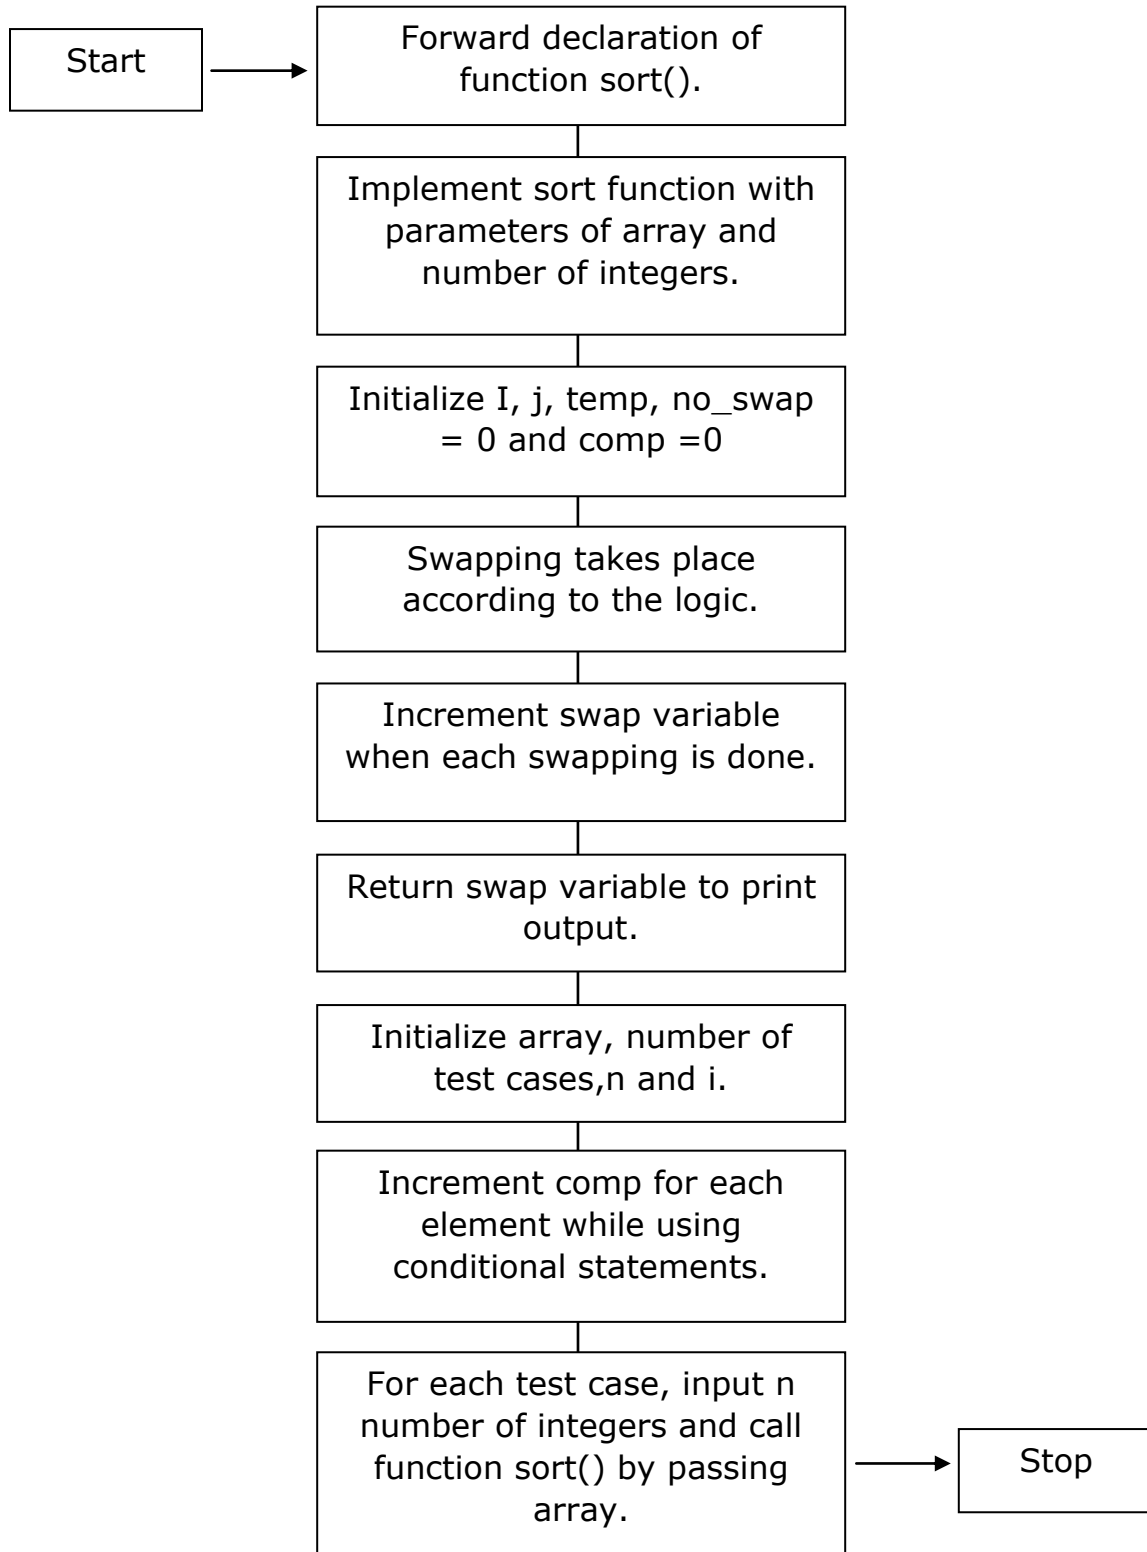 Start
Forward declaration of
function sort().
Implement sort function with
parameters of array and
number of integers.
Initialize I, j, temp, no_swap
= 0 and comp =0
Swapping takes place
according to the logic.
Increment swap variable
when each swapping is done.
Return swap variable to print
output.
Initialize array, number of
test cases,n and i.
Increment comp for each
element while using
conditional statements.
For each test case, input n
number of integers and call
function sort() by passing
array.
Stop